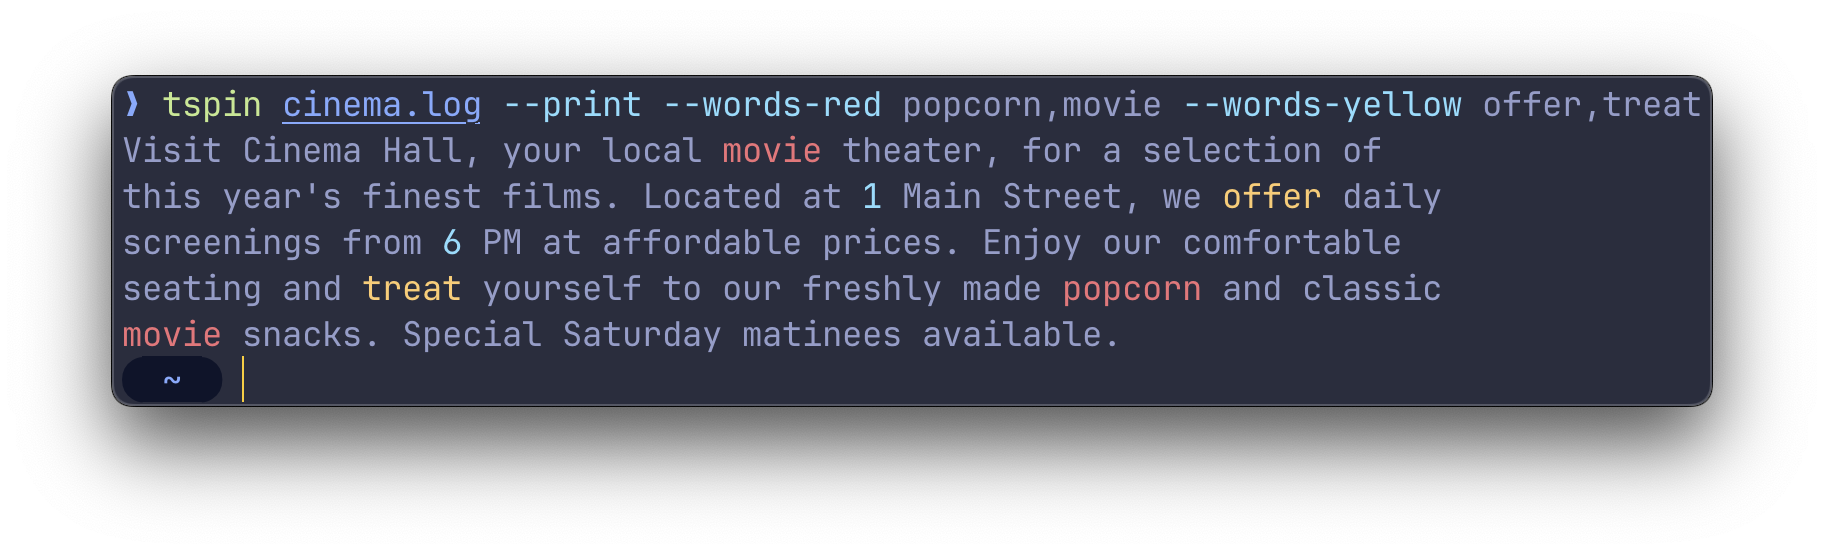 ❯ tspin cinema.log --print --words-red popcorn,movie --words-yellow offer,treat
Visit Cinema Hall, your local movie theater, for a selection of
this year's finest films. Located at 1 Main Street, we offer daily
screenings from 6 PM at affordable prices. Enjoy our comfortable
seating and treat yourself to our freshly made popcorn and classic
movie snacks. Special Saturday matinees available.
~